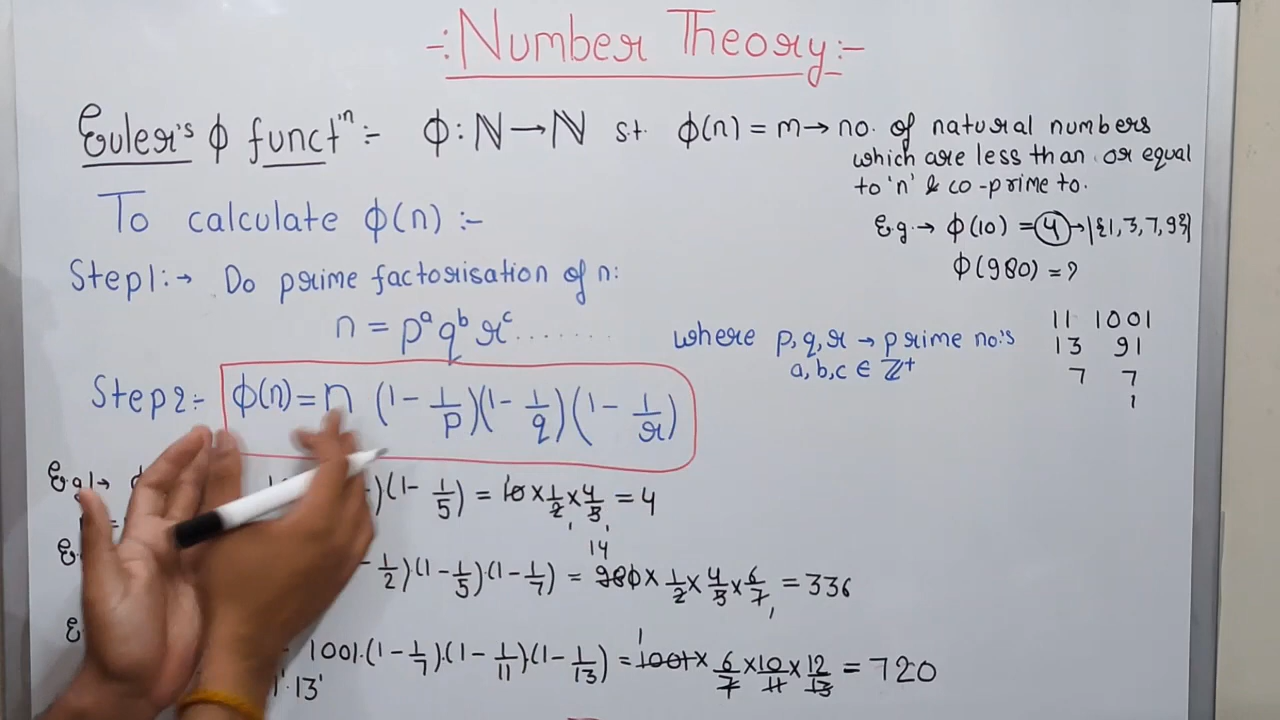 -: Number Theory :-
Euler's ϕ functⁿ :- ϕ : ℕ → ℕ s.t. ϕ(n) = m → no. of natural numbers
which are less than or equal
to 'n' & co-prime to.
E.g. → ϕ(10) = 4 → |{1, 3, 7, 9}|
ϕ(980) = ?
To calculate ϕ(n) :-
Step1:→ Do prime factorisation of n:
n = pᵃ qᵇ rᶜ ........
where p, q, r → prime no.'s
a, b, c ∈ ℤ⁺
11 1001
13 91
7 7
1
Step2:- ϕ(n) = n (1 - 1/p)(1 - 1/q)(1 - 1/r)
E.g1→ )(1 - 1/5) = 10 × 1/2 × 4/5 = 4
14
- 1/2)(1 - 1/5)·(1 - 1/7) = 980 × 1/2 × 4/5 × 6/7 = 336
1001·(1 - 1/7)·(1 - 1/11)·(1 - 1/13) = 1001 × 6/7 × 10/11 × 12/13 = 720
·13¹